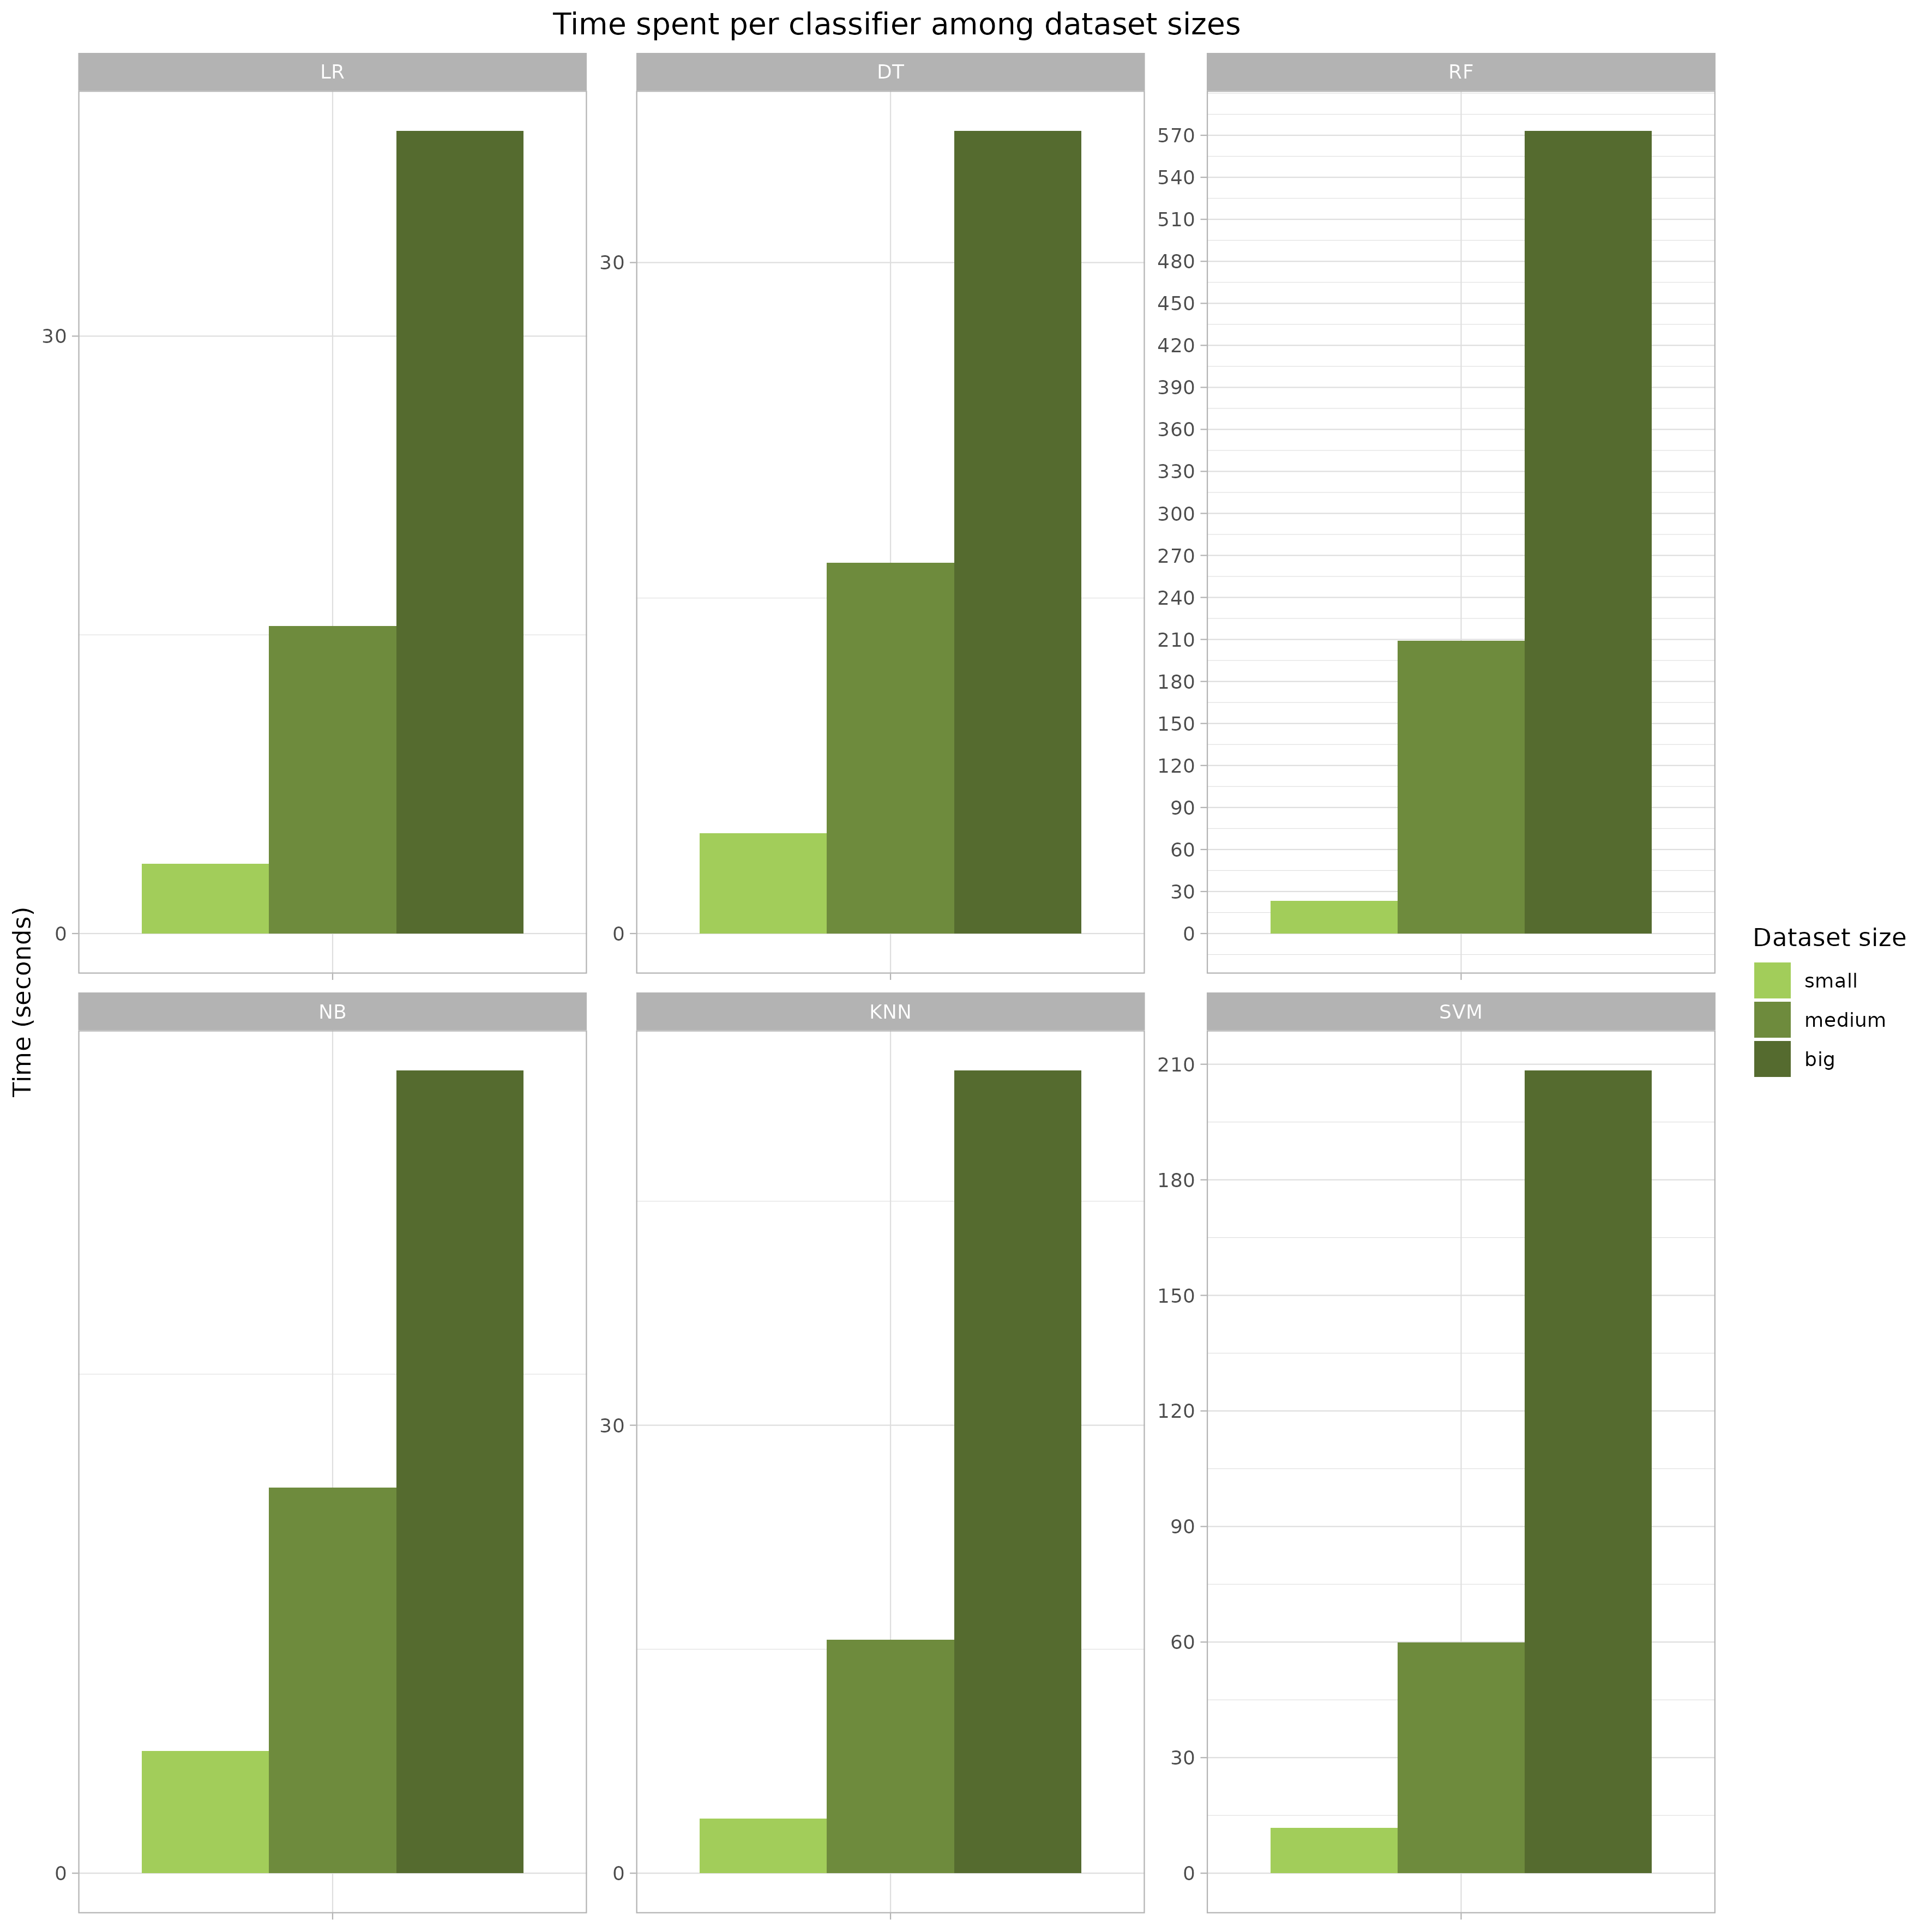 Time spent per classifier among dataset sizes
LR
DT
RF
30
0
30
0
570
540
510
480
450
420
390
360
330
300
270
240
210
180
150
120
90
60
30
0
Time (seconds)
Dataset size
small
medium
big
NB
KNN
SVM
0
30
0
210
180
150
120
90
60
30
0